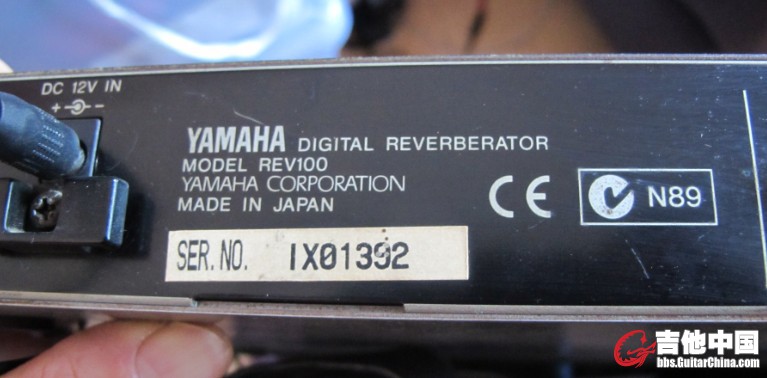 DC 12V IN
+ -
YAMAHA DIGITAL REVERBERATOR
MODEL REV100
YAMAHA CORPORATION
MADE IN JAPAN
CE
N89
SER. NO. IX01392
吉他中国
bbs.GuitarChina.com